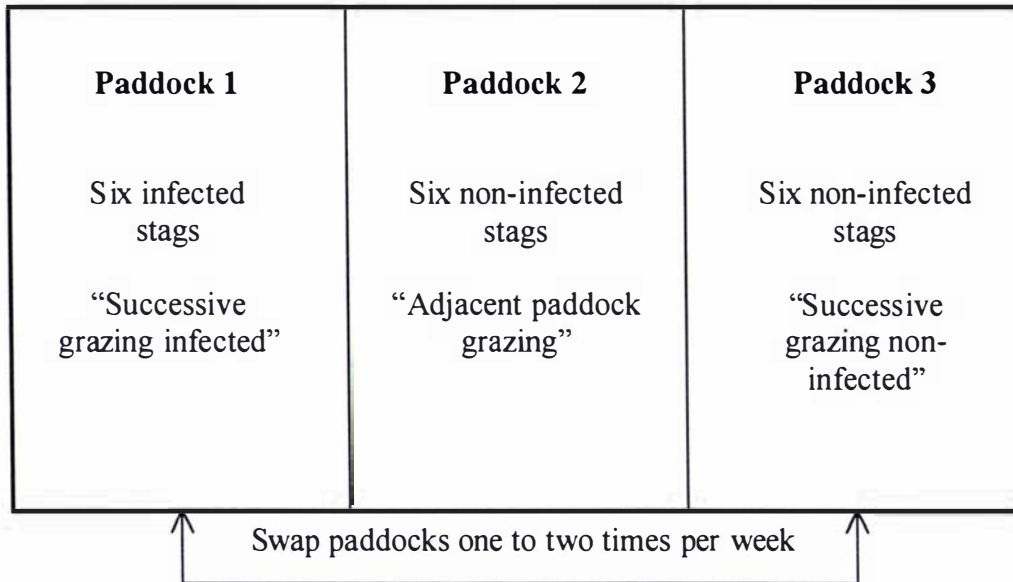 Paddock 1
Six infected
stags
“Successive
grazing infected”
Paddock 2
Six non-infected
stags
“Adjacent paddock
grazing”
Paddock 3
Six non-infected
stags
“Successive
grazing non-
infected”
Swap paddocks one to two times per week